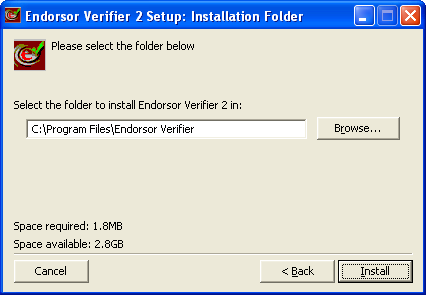 Endorsor Verifier 2 Setup: Installation Folder
Please select the folder below
Select the folder to install Endorsor Verifier 2 in:
C:\Program Files\Endorsor Verifier
Browse...
Space required: 1.8MB
Space available: 2.8GB
Cancel
< Back
Install